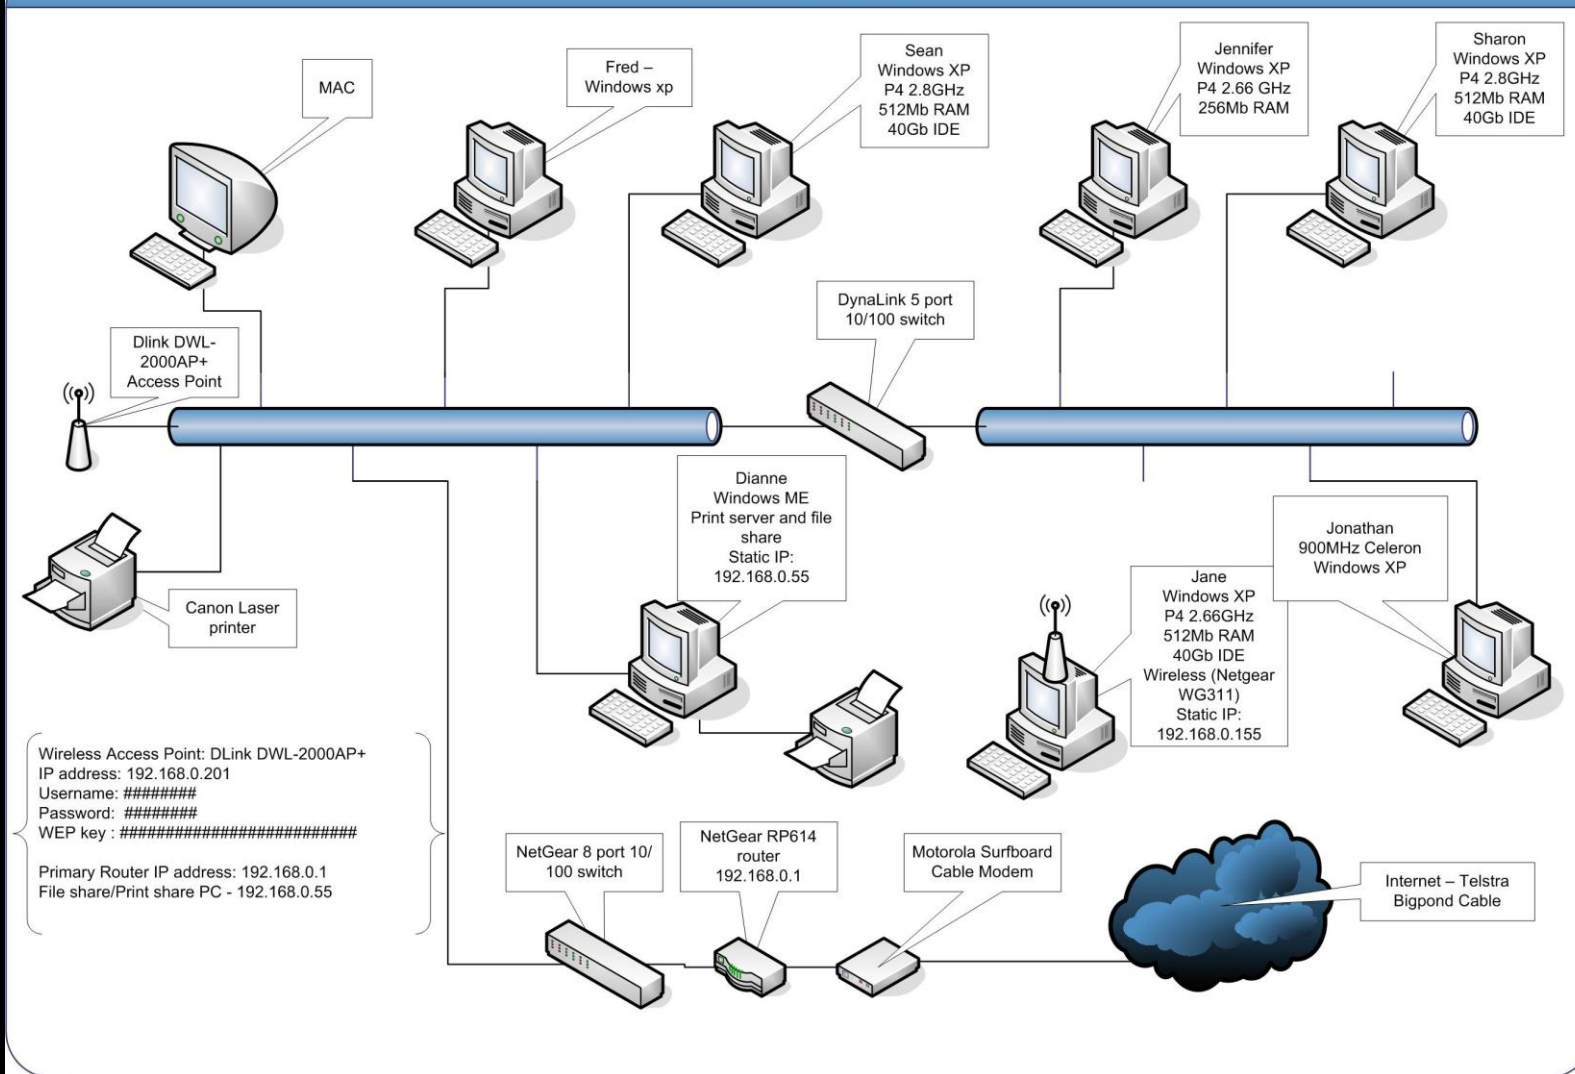 MAC
Fred –
Windows xp
Sean
Windows XP
P4 2.8GHz
512Mb RAM
40Gb IDE
Jennifer
Windows XP
P4 2.66 GHz
256Mb RAM
Sharon
Windows XP
P4 2.8GHz
512Mb RAM
40Gb IDE
DynaLink 5 port
10/100 switch
Dlink DWL-
2000AP+
Access Point
Dianne
Windows ME
Print server and file
share
Static IP:
192.168.0.55
Jonathan
900MHz Celeron
Windows XP
Jane
Windows XP
P4 2.66GHz
512Mb RAM
40Gb IDE
Wireless (Netgear
WG311)
Static IP:
192.168.0.155
Canon Laser
printer
Wireless Access Point: DLink DWL-2000AP+
IP address: 192.168.0.201
Username: ########
Password:  ########
WEP key : ##########################
Primary Router IP address: 192.168.0.1
File share/Print share PC - 192.168.0.55
NetGear 8 port 10/
100 switch
NetGear RP614
router
192.168.0.1
Motorola Surfboard
Cable Modem
Internet – Telstra
Bigpond Cable